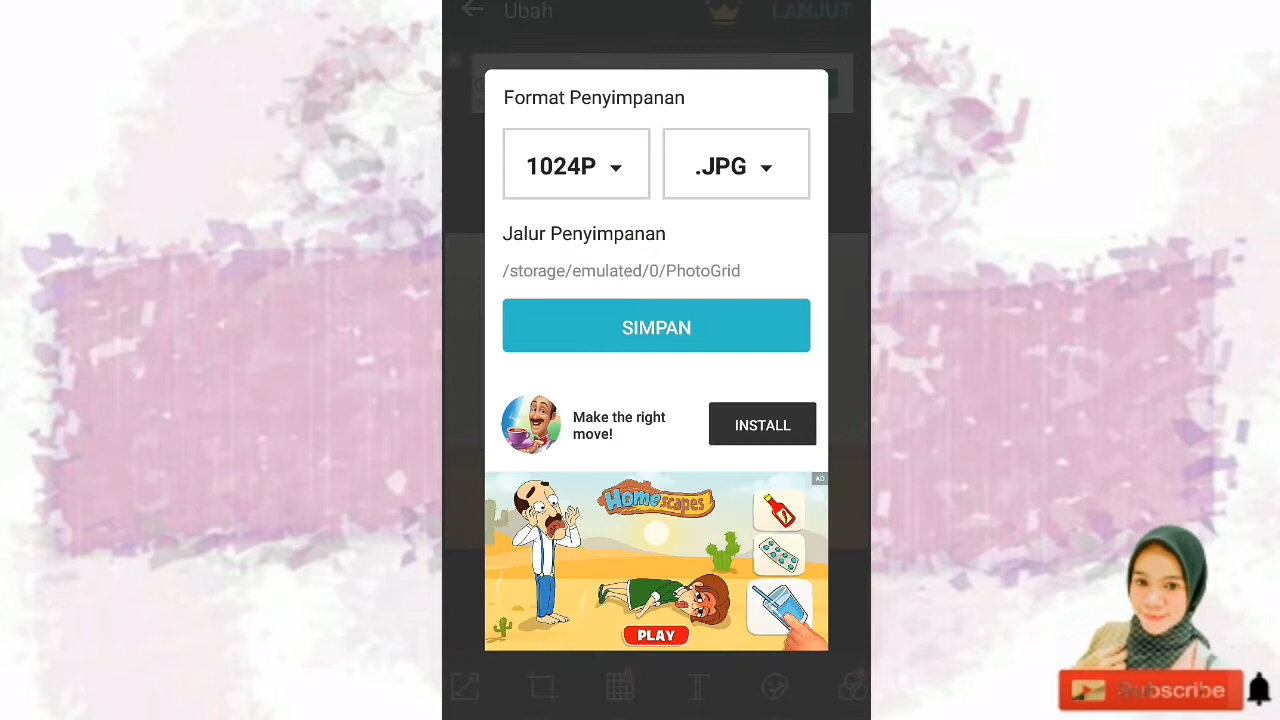 Ubah
LANJUT
Format Penyimpanan
1024P
.JPG
Jalur Penyimpanan
/storage/emulated/0/PhotoGrid
SIMPAN
Make the right
move!
INSTALL
AD
Homescapes
PLAY
Subscribe